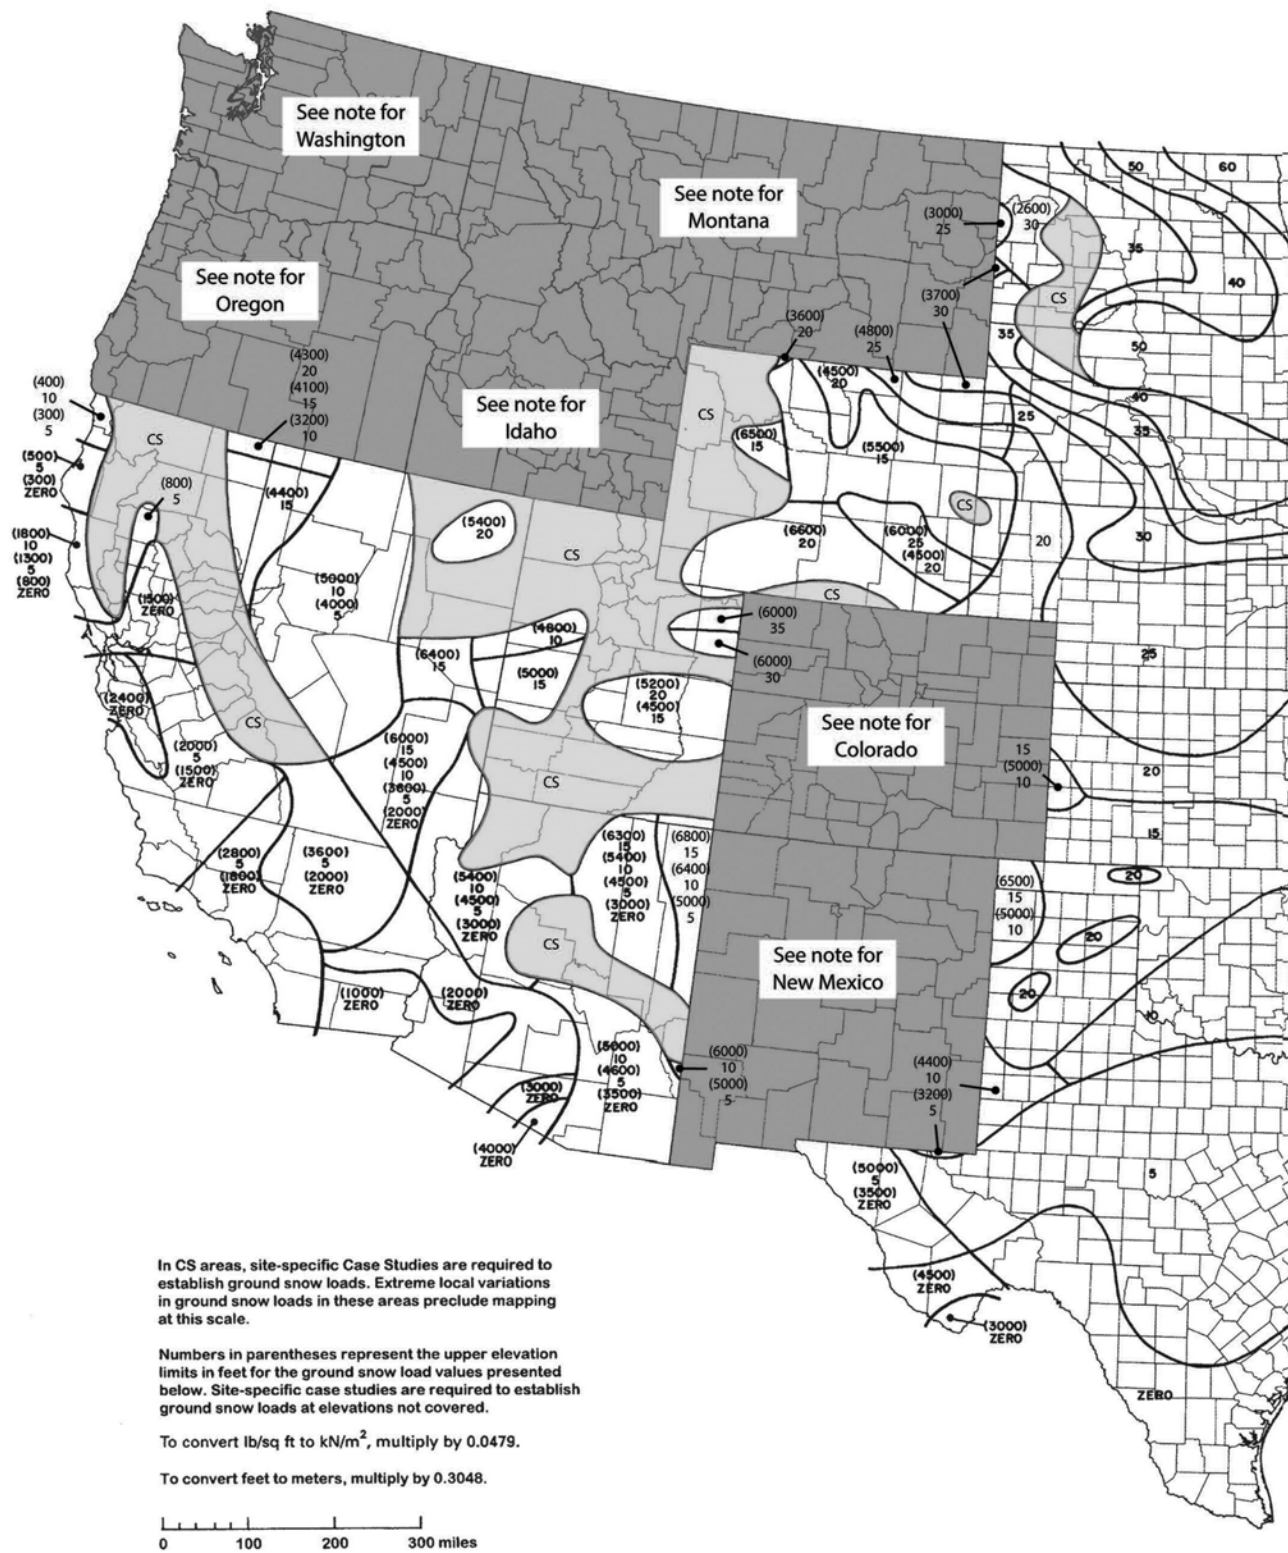 See note for
Washington
See note for
Montana
See note for
Oregon
See note for
Idaho
See note for
Colorado
See note for
New Mexico
50
60
(3000)
25
(2600)
30
35
40
CS
(3700)
30
35
50
40
35
(3600)
20
(4800)
25
(4500)
20
25
(4300)
20
(4100)
15
(3200)
10
(400)
10
(300)
5
CS
(500)
5
(300)
ZERO
(800)
5
(4400)
15
CS
(6500)
15
(5500)
15
CS
(5400)
20
CS
(6600)
20
(6000)
25
(4500)
20
20
30
(1800)
10
(1300)
5
(800)
ZERO
(1500)
ZERO
(5000)
10
(4000)
5
CS
(6000)
35
(6000)
30
(4800)
10
(6400)
15
(5000)
15
(5200)
20
(4500)
15
25
(2400)
ZERO
CS
(2000)
5
(1500)
ZERO
(6000)
15
(4500)
10
(3600)
5
(2000)
ZERO
CS
15
(5000)
10
20
15
(2800)
5
(1800)
ZERO
(3600)
5
(2000)
ZERO
(5400)
10
(4500)
5
(3000)
ZERO
(6300)
15
(5400)
10
(4500)
5
(3000)
ZERO
(6800)
15
(6400)
10
(5000)
5
(6500)
15
(5000)
10
20
20
20
CS
(1000)
ZERO
(2000)
ZERO
10
(5000)
10
(4600)
5
(3500)
ZERO
(6000)
10
(5000)
5
(4400)
10
(3200)
5
(3000)
ZERO
(4000)
ZERO
(5000)
5
(3500)
ZERO
5
(4500)
ZERO
(3000)
ZERO
ZERO
In CS areas, site-specific Case Studies are required to
establish ground snow loads. Extreme local variations
in ground snow loads in these areas preclude mapping
at this scale.
Numbers in parentheses represent the upper elevation
limits in feet for the ground snow load values presented
below. Site-specific case studies are required to establish
ground snow loads at elevations not covered.
To convert lb/sq ft to kN/m², multiply by 0.0479.
To convert feet to meters, multiply by 0.3048.
0 100 200 300 miles